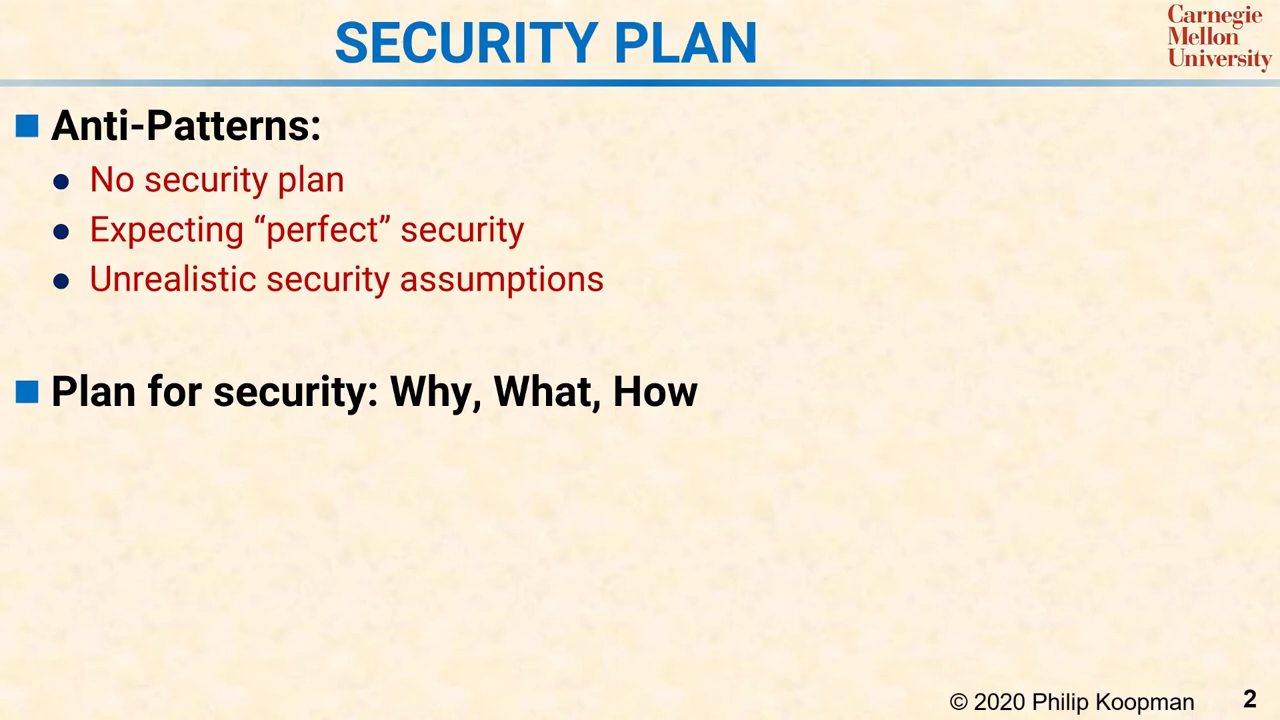 SECURITY PLAN
Carnegie
Mellon
University
Anti-Patterns:
No security plan
Expecting “perfect” security
Unrealistic security assumptions
Plan for security: Why, What, How
© 2020 Philip Koopman
2